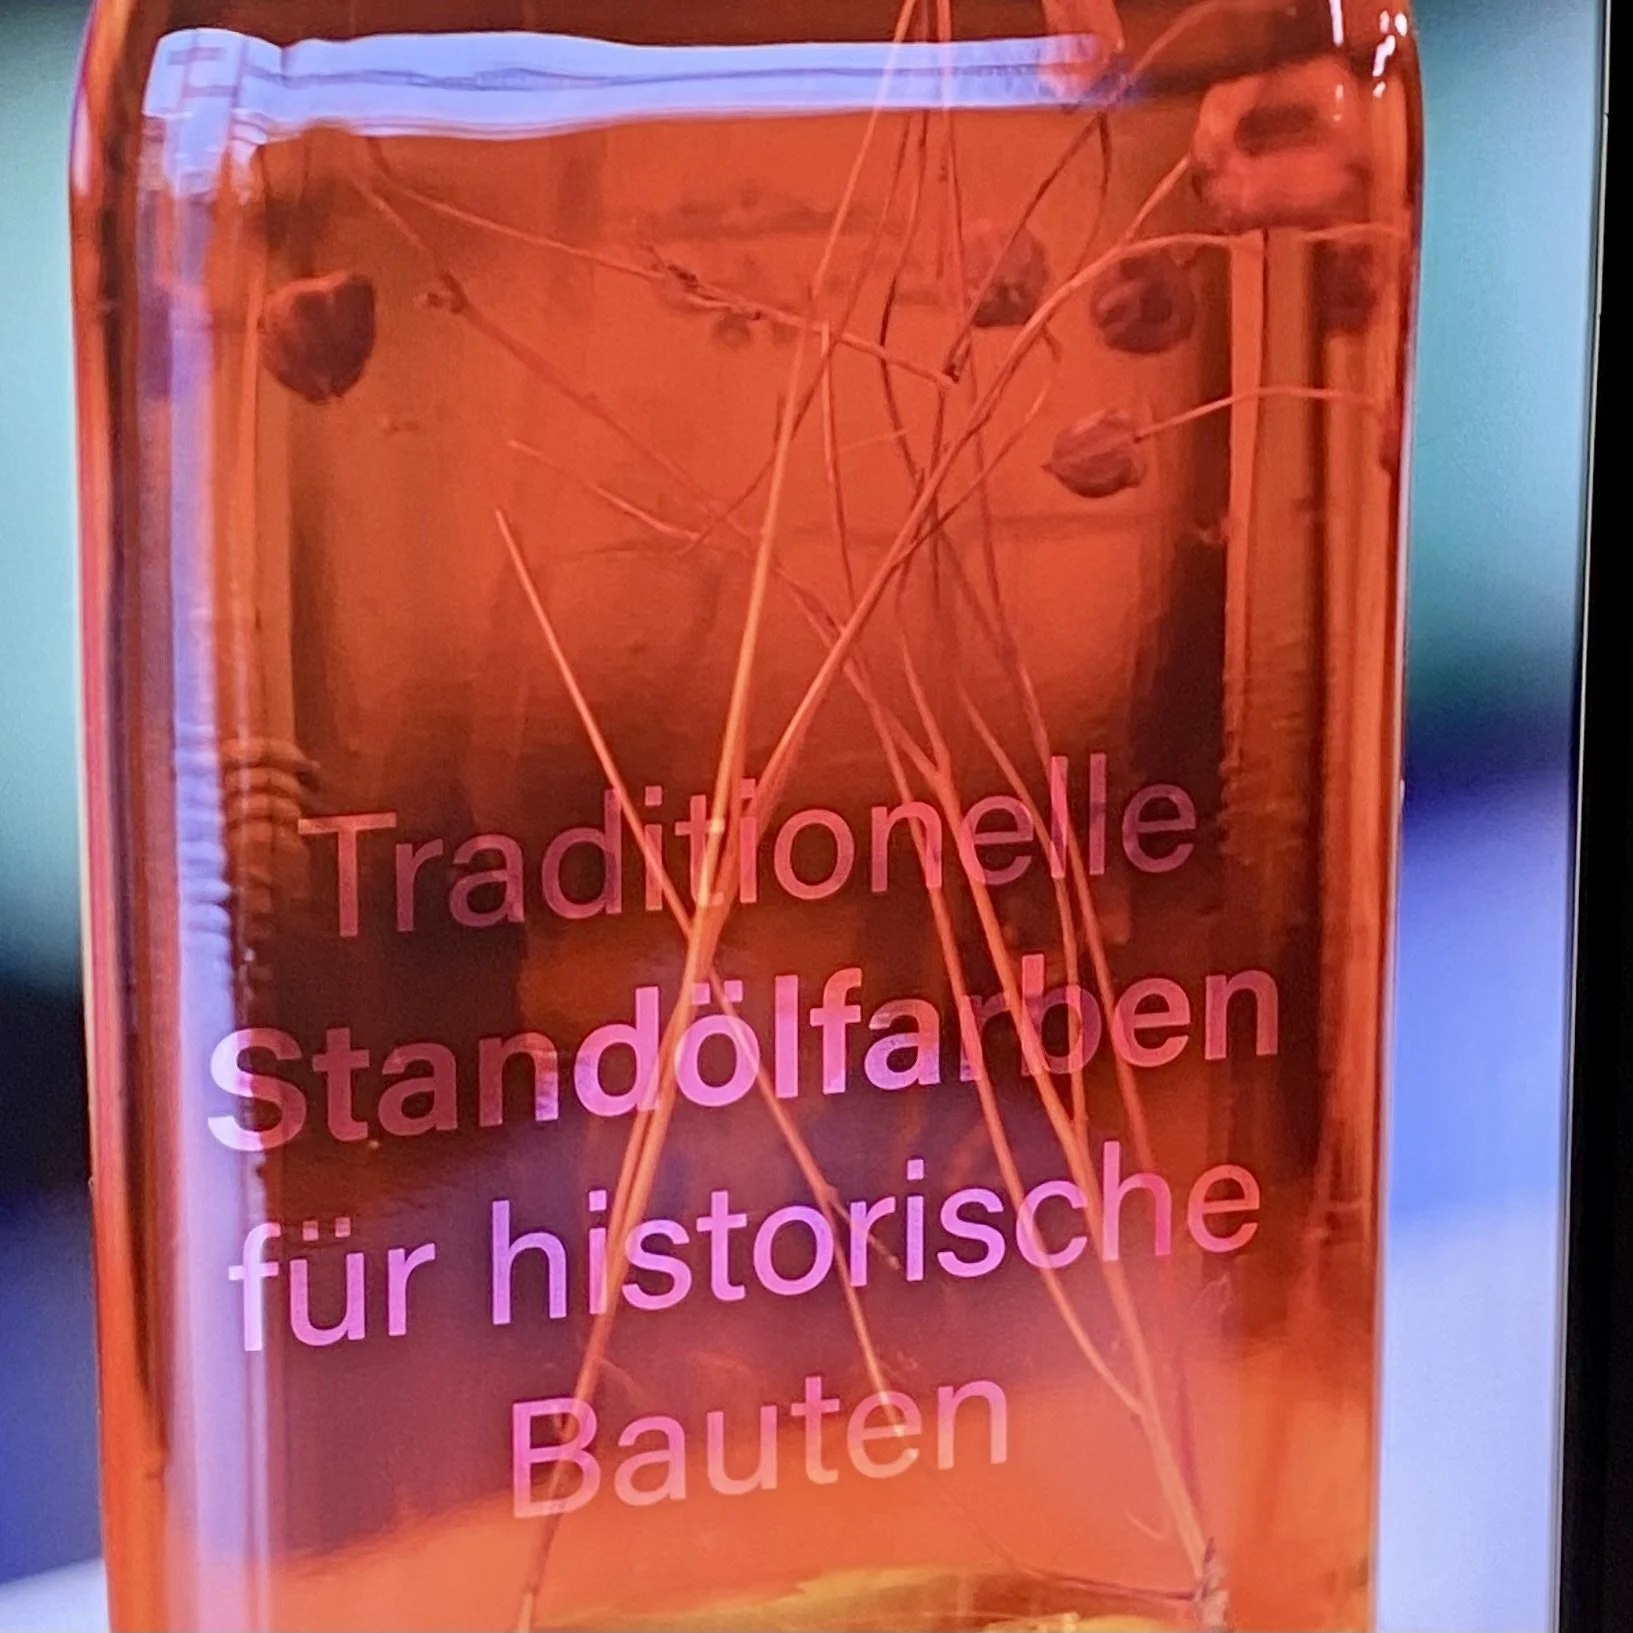 Traditionelle
Standölfarben
für historische
Bauten